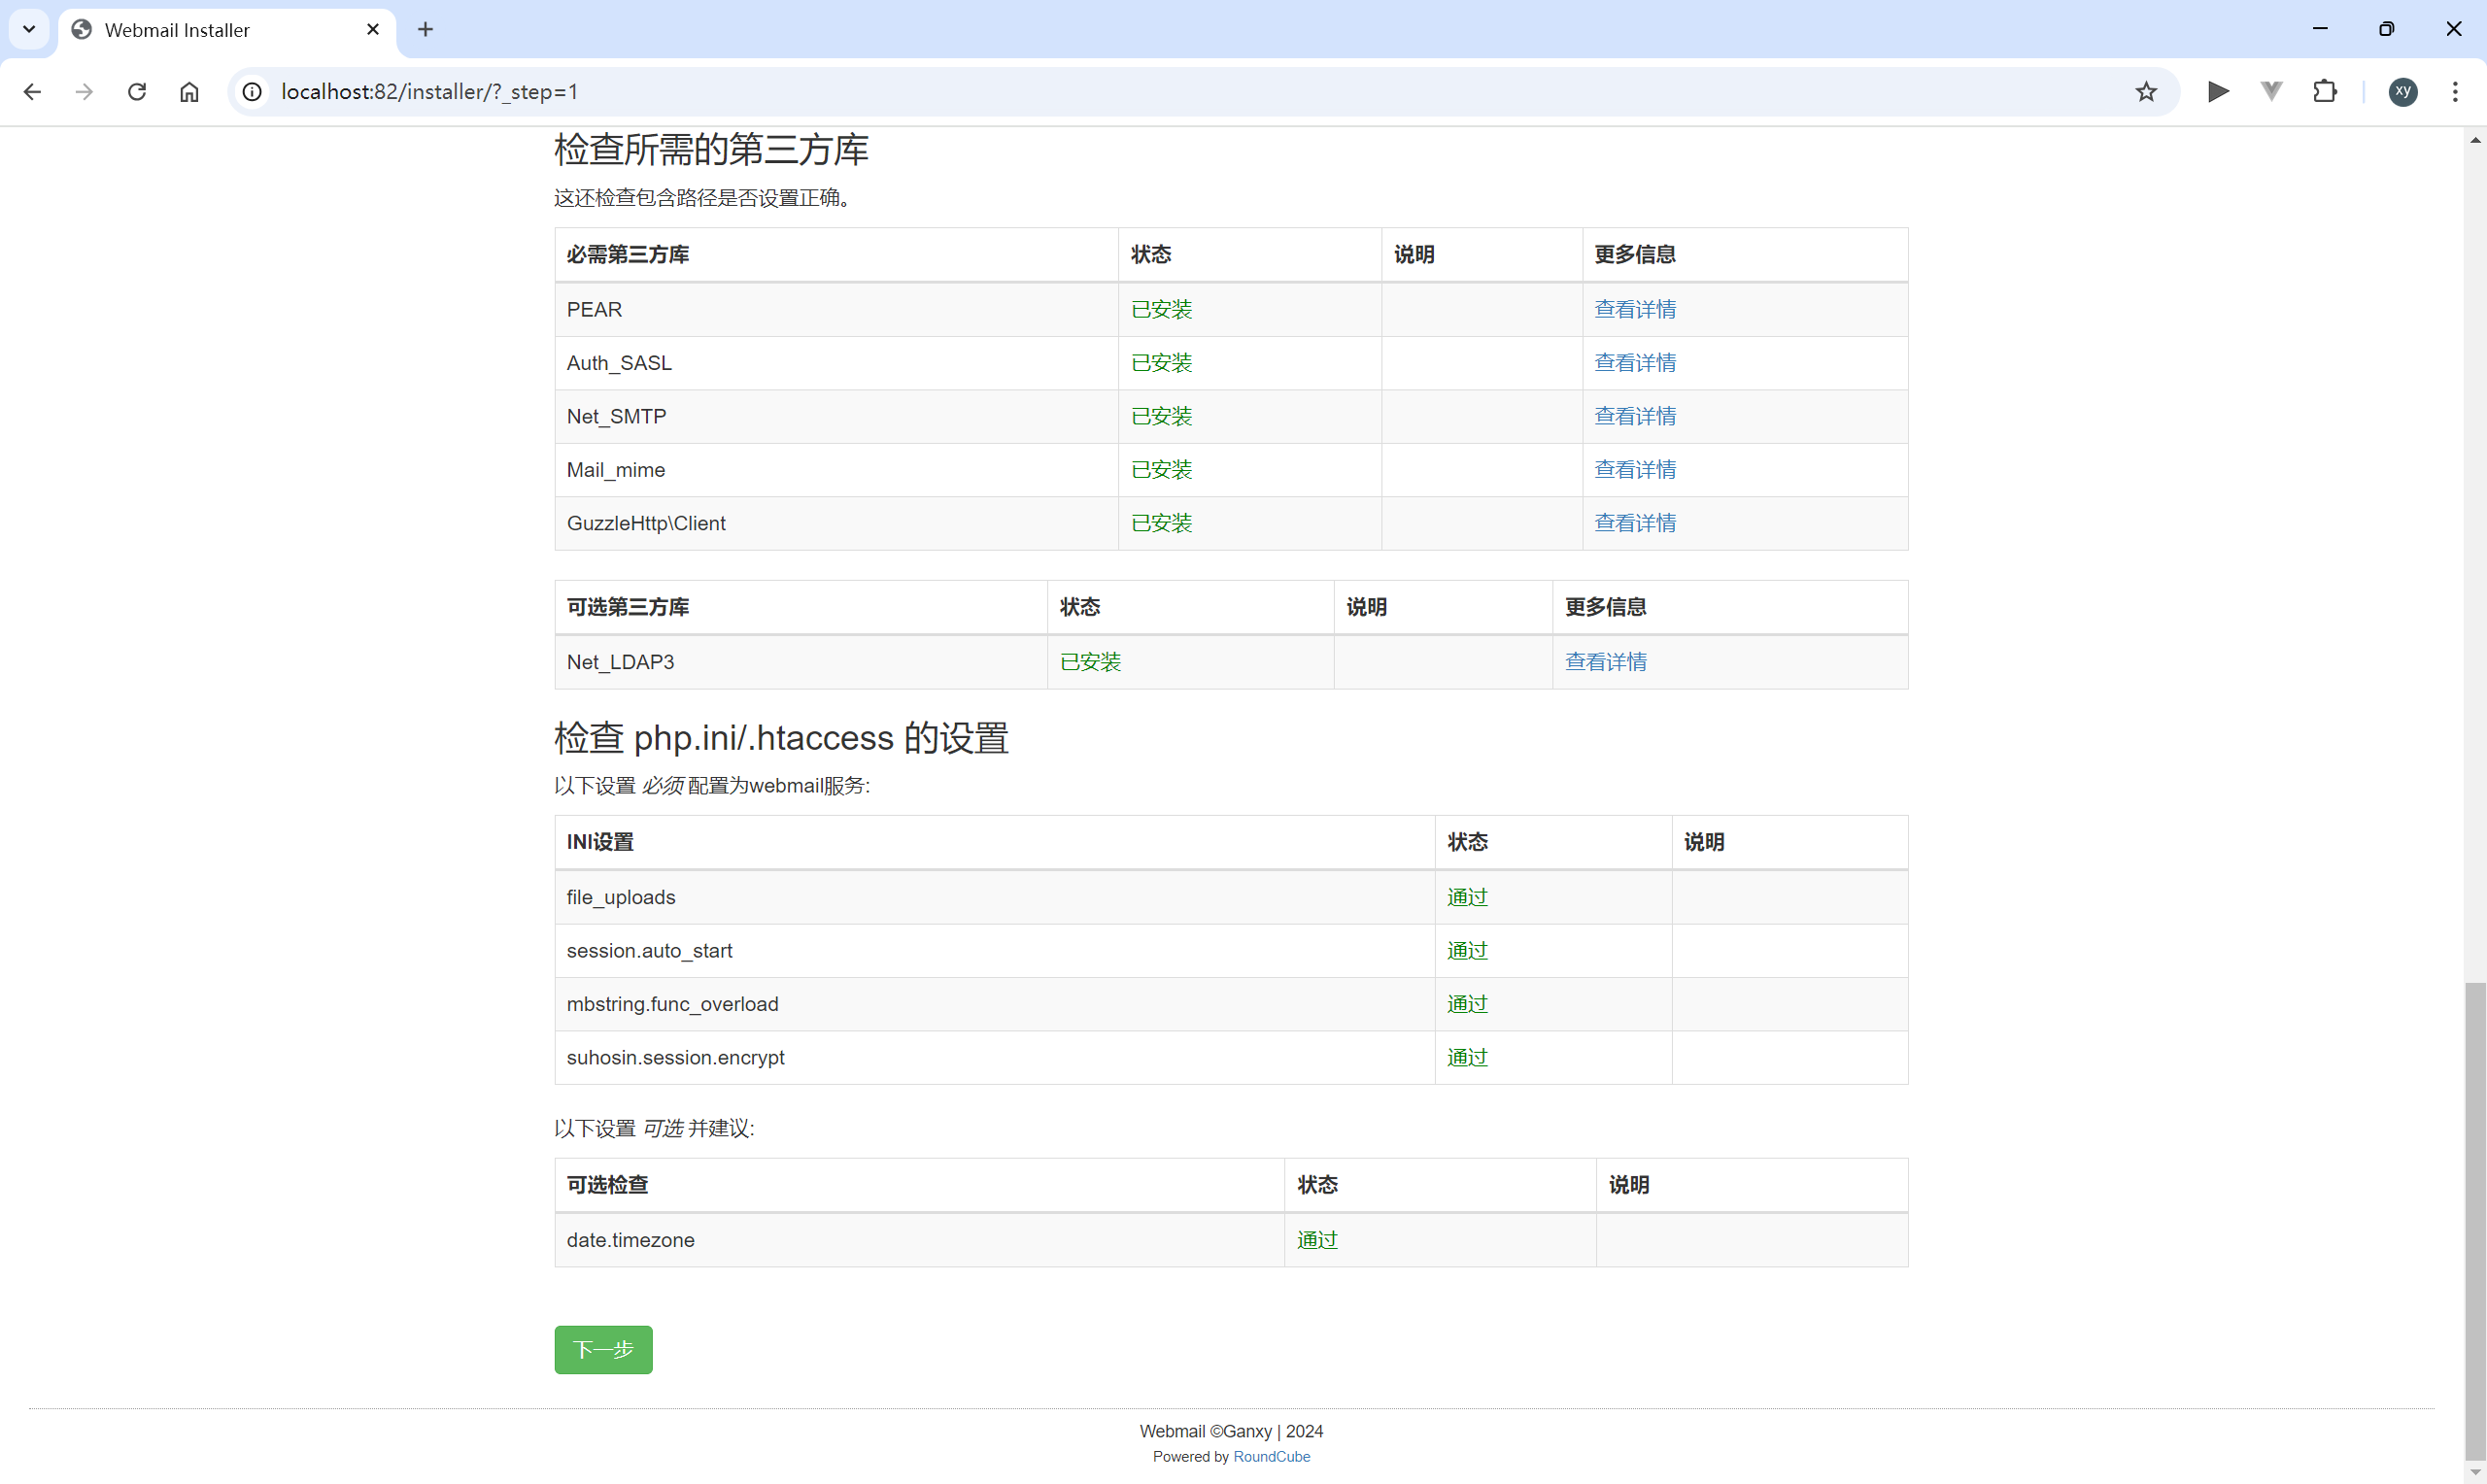 Webmail Installer
localhost:82/installer/?_step=1
xy
检查所需的第三方库
这还检查包含路径是否设置正确。
必需第三方库 状态 说明 更多信息
PEAR 已安装 查看详情
Auth_SASL 已安装 查看详情
Net_SMTP 已安装 查看详情
Mail_mime 已安装 查看详情
GuzzleHttp\Client 已安装 查看详情
可选第三方库 状态 说明 更多信息
Net_LDAP3 已安装 查看详情
检查 php.ini/.htaccess 的设置
以下设置 必须 配置为webmail服务:
INI设置 状态 说明
file_uploads 通过
session.auto_start 通过
mbstring.func_overload 通过
suhosin.session.encrypt 通过
以下设置 可选 并建议:
可选检查 状态 说明
date.timezone 通过
下一步
Webmail ©Ganxy | 2024
Powered by RoundCube